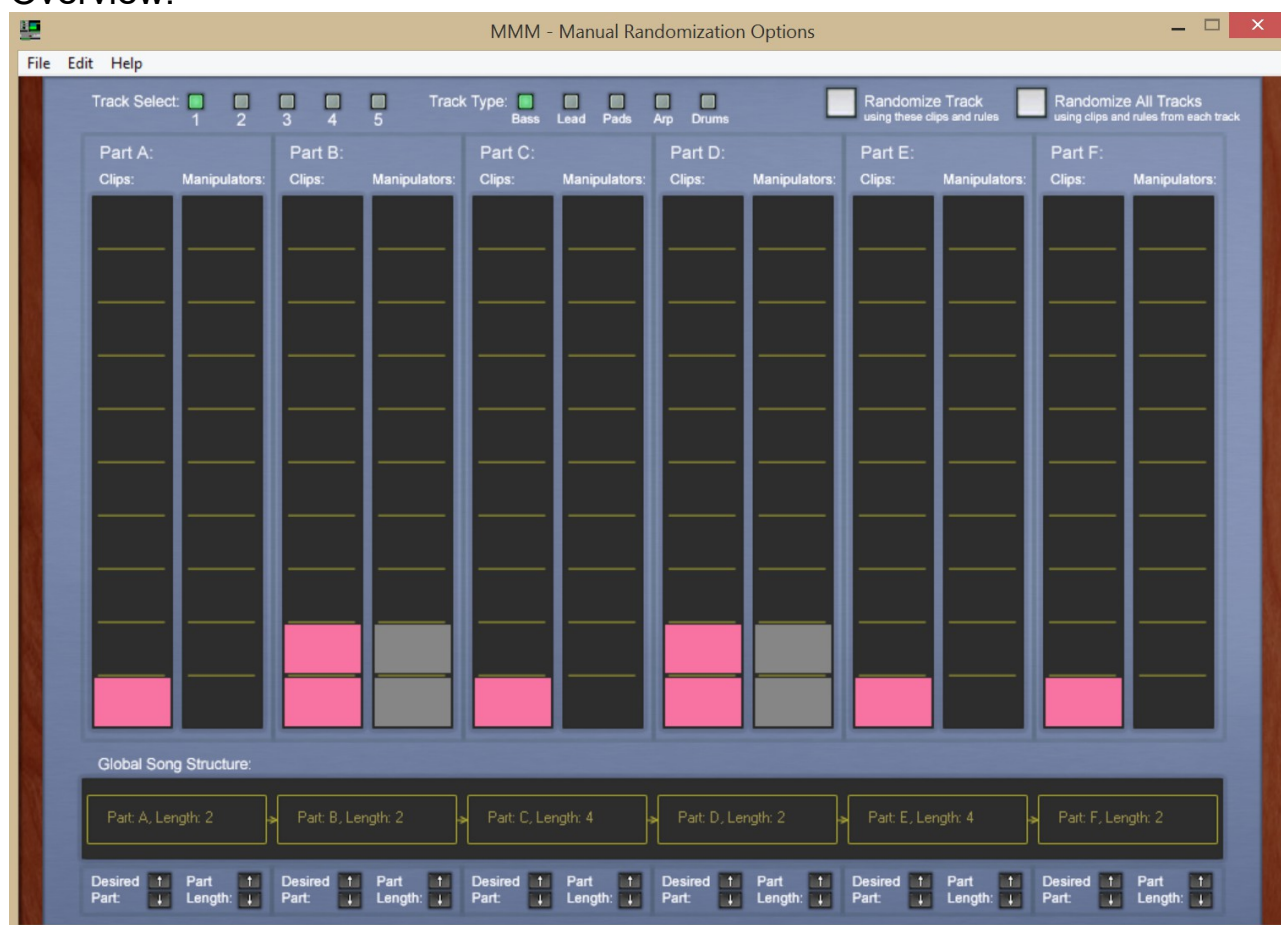 Overview:
MMM - Manual Randomization Options
File Edit Help
Track Select: 1 2 3 4 5 Track Type: Bass Lead Pads Arp Drums
Randomize Track
using these clips and rules
Randomize All Tracks
using clips and rules from each track
Part A: Part B: Part C: Part D: Part E: Part F:
Clips: Manipulators: Clips: Manipulators: Clips: Manipulators: Clips: Manipulators: Clips: Manipulators: Clips: Manipulators:
Global Song Structure:
Part: A, Length: 2 Part: B, Length: 2 Part: C, Length: 4 Part: D, Length: 2 Part: E, Length: 4 Part: F, Length: 2
Desired Part Desired Part Desired Part Desired Part Desired Part Desired Part
Part: Length: Part: Length: Part: Length: Part: Length: Part: Length: Part: Length: